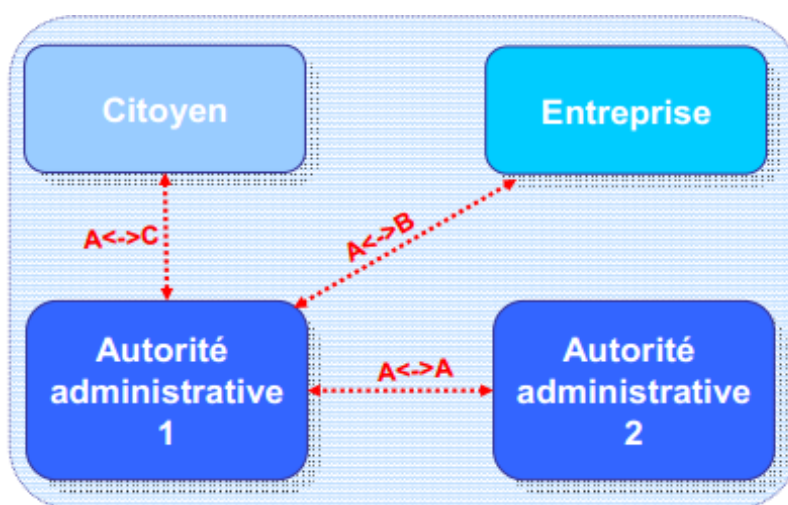 Citoyen
Entreprise
A<->C
A<->B
Autorité
administrative
1
A<->A
Autorité
administrative
2